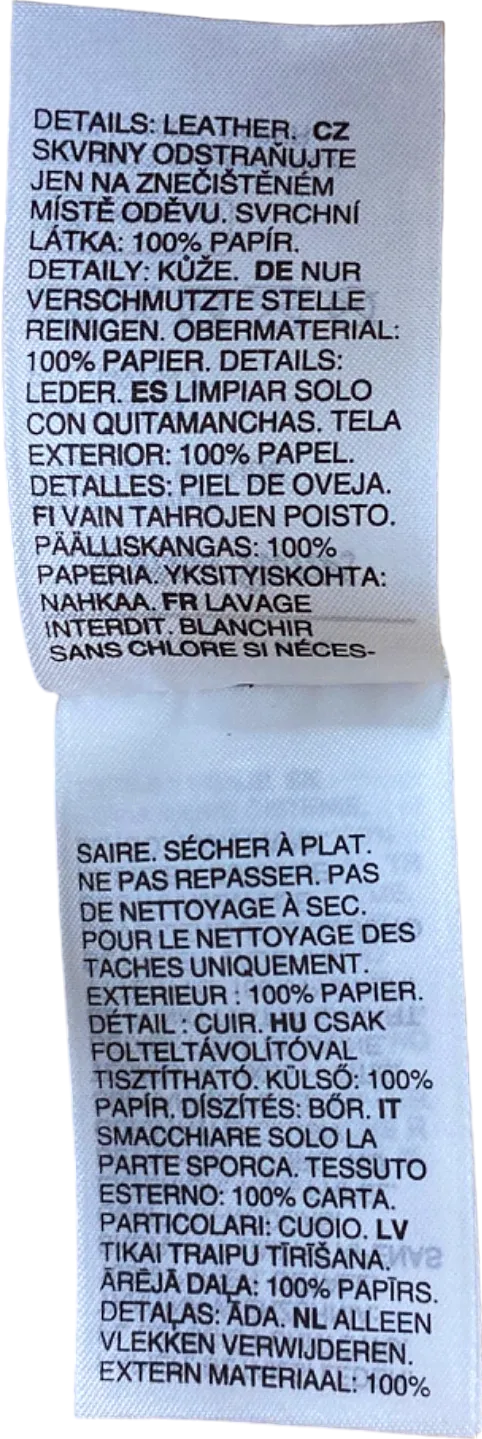 DETAILS: LEATHER. CZ
SKVRNY ODSTRAŇUJTE
JEN NA ZNEČIŠTĚNÉM
MÍSTĚ ODĚVU. SVRCHNÍ
LÁTKA: 100% PAPÍR.
DETAILY: KŮŽE. DE NUR
VERSCHMUTZTE STELLE
REINIGEN. OBERMATERIAL:
100% PAPIER. DETAILS:
LEDER. ES LIMPIAR SOLO
CON QUITAMANCHAS. TELA
EXTERIOR: 100% PAPEL.
DETALLES: PIEL DE OVEJA.
FI VAIN TAHROJEN POISTO.
PÄÄLLISKANGAS: 100%
PAPERIA. YKSITYISKOHTA:
NAHKAA. FR LAVAGE
INTERDIT. BLANCHIR
SANS CHLORE SI NÉCES-
SAIRE. SÉCHER À PLAT.
NE PAS REPASSER. PAS
DE NETTOYAGE À SEC.
POUR LE NETTOYAGE DES
TACHES UNIQUEMENT.
EXTERIEUR : 100% PAPIER.
DÉTAIL : CUIR. HU CSAK
FOLTELTÁVOLÍTÓVAL
TISZTÍTHATÓ. KÜLSŐ: 100%
PAPÍR. DÍSZÍTÉS: BŐR. IT
SMACCHIARE SOLO LA
PARTE SPORCA. TESSUTO
ESTERNO: 100% CARTA.
PARTICOLARI: CUOIO. LV
TIKAI TRAIPU TĪRĪŠANA.
ĀRĒJĀ DAĻA: 100% PAPĪRS.
DETAĻAS: ĀDA. NL ALLEEN
VLEKKEN VERWIJDEREN.
EXTERN MATERIAAL: 100%